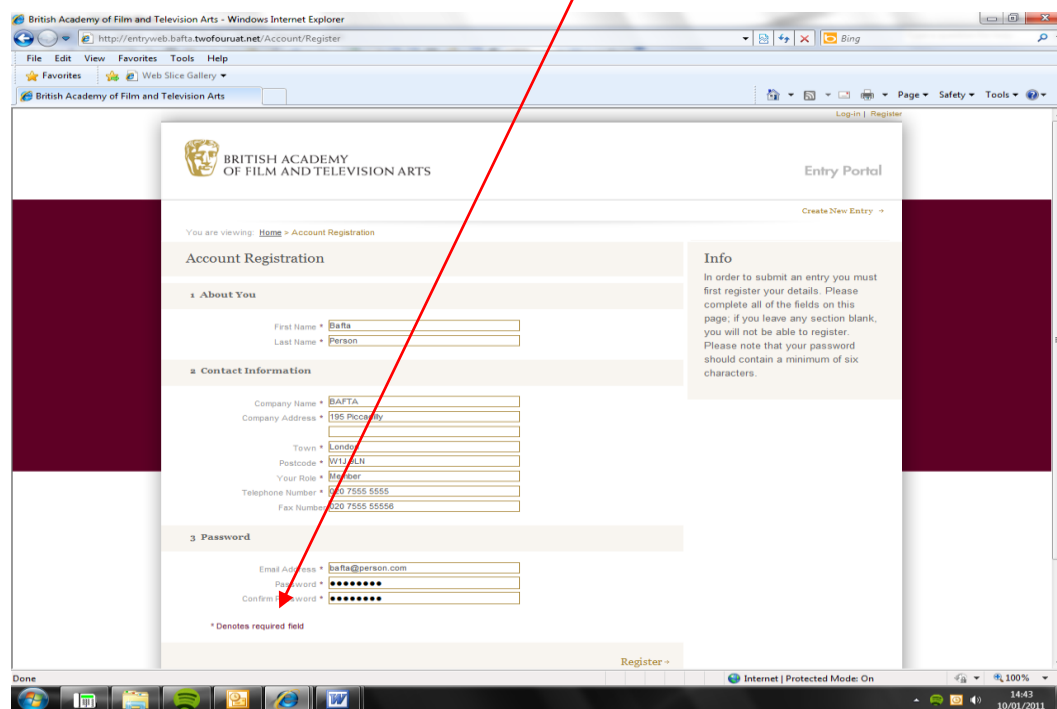 British Academy of Film and Television Arts - Windows Internet Explorer
http://entryweb.bafta.twofouruat.net/Account/Register
Bing
File Edit View Favorites Tools Help
Favorites Web Slice Gallery
British Academy of Film and Television Arts
Page Safety Tools
Log-in | Register
BRITISH ACADEMY
OF FILM AND TELEVISION ARTS
Entry Portal
Create New Entry →
You are viewing: Home > Account Registration
Account Registration
1 About You
First Name * Bafta
Last Name * Person
2 Contact Information
Company Name * BAFTA
Company Address * 195 Piccadilly
Town * London
Postcode * W1J 9LN
Your Role * Member
Telephone Number * 020 7555 5555
Fax Number 020 7555 55556
3 Password
Email Address * bafta@person.com
Password * ●●●●●●●●
Confirm Password * ●●●●●●●●
* Denotes required field
Register →
Info
In order to submit an entry you must
first register your details. Please
complete all of the fields on this
page; if you leave any section blank,
you will not be able to register.
Please note that your password
should contain a minimum of six
characters.
Done
Internet | Protected Mode: On
100%
14:43
10/01/2011